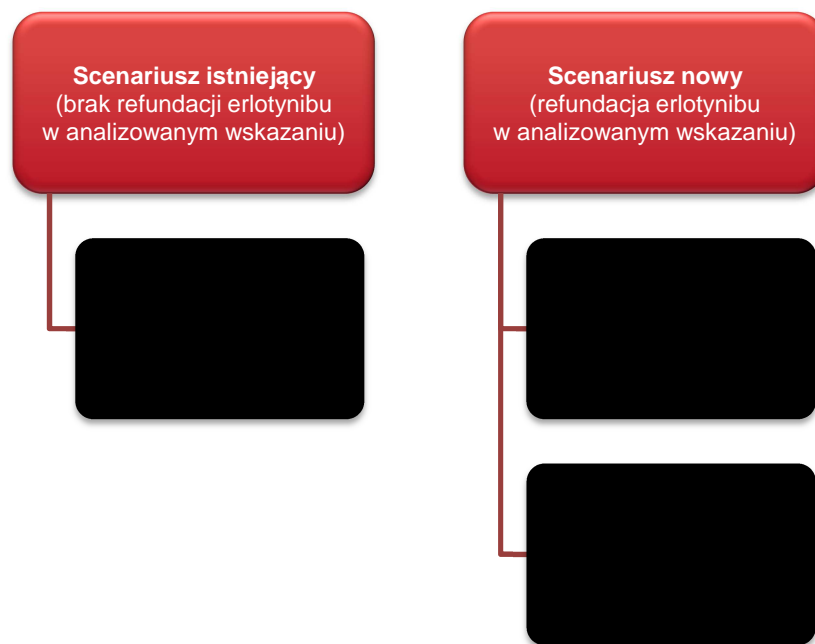 Scenariusz istniejący
(brak refundacji erlotynibu
w analizowanym wskazaniu)
Scenariusz nowy
(refundacja erlotynibu
w analizowanym wskazaniu)